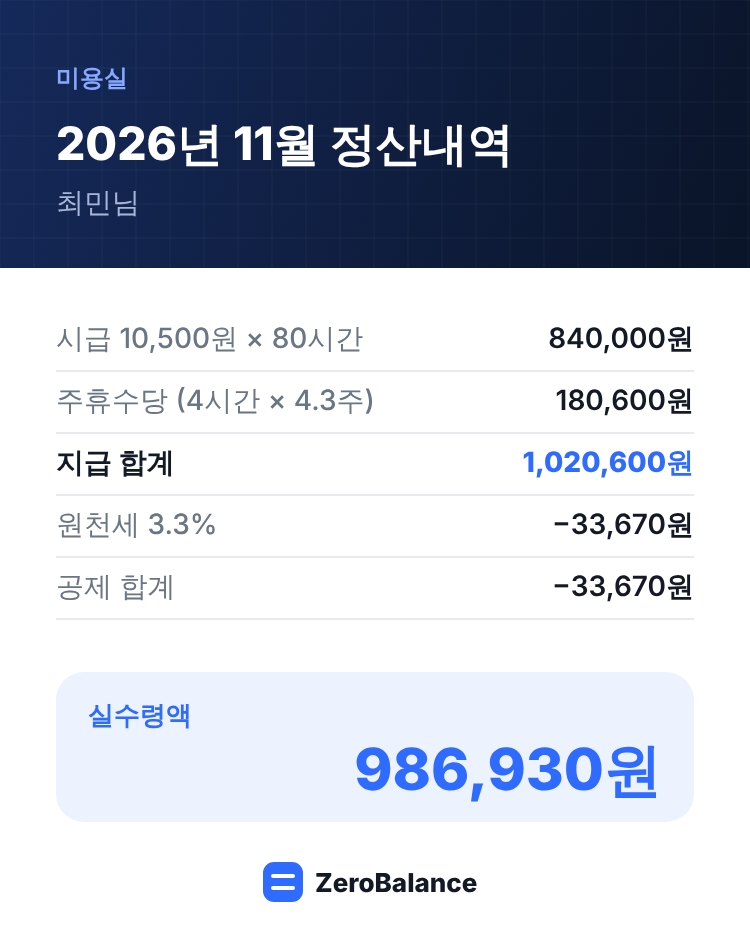 미용실
2026년 11월 정산내역
최민님
시급 10,500원 × 80시간 840,000원
주휴수당 (4시간 × 4.3주) 180,600원
지급 합계 1,020,600원
원천세 3.3% −33,670원
공제 합계 −33,670원
실수령액
986,930원
ZeroBalance